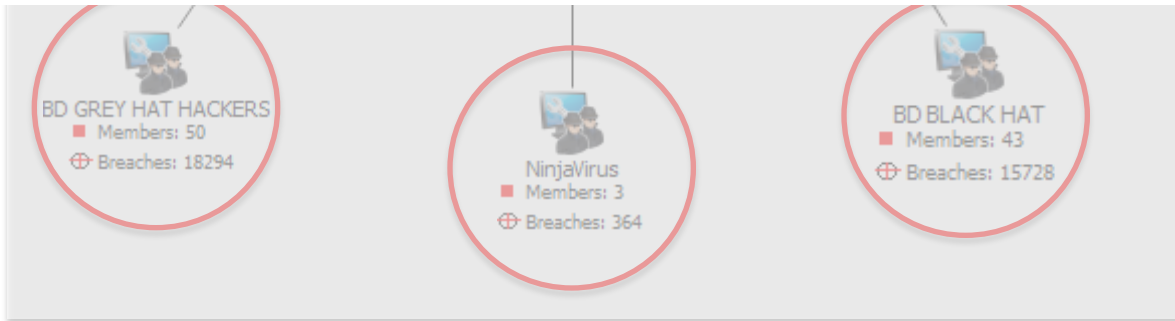 BD GREY HAT HACKERS
Members: 50
Breaches: 18294
NinjaVirus
Members: 3
Breaches: 364
BD BLACK HAT
Members: 43
Breaches: 15728